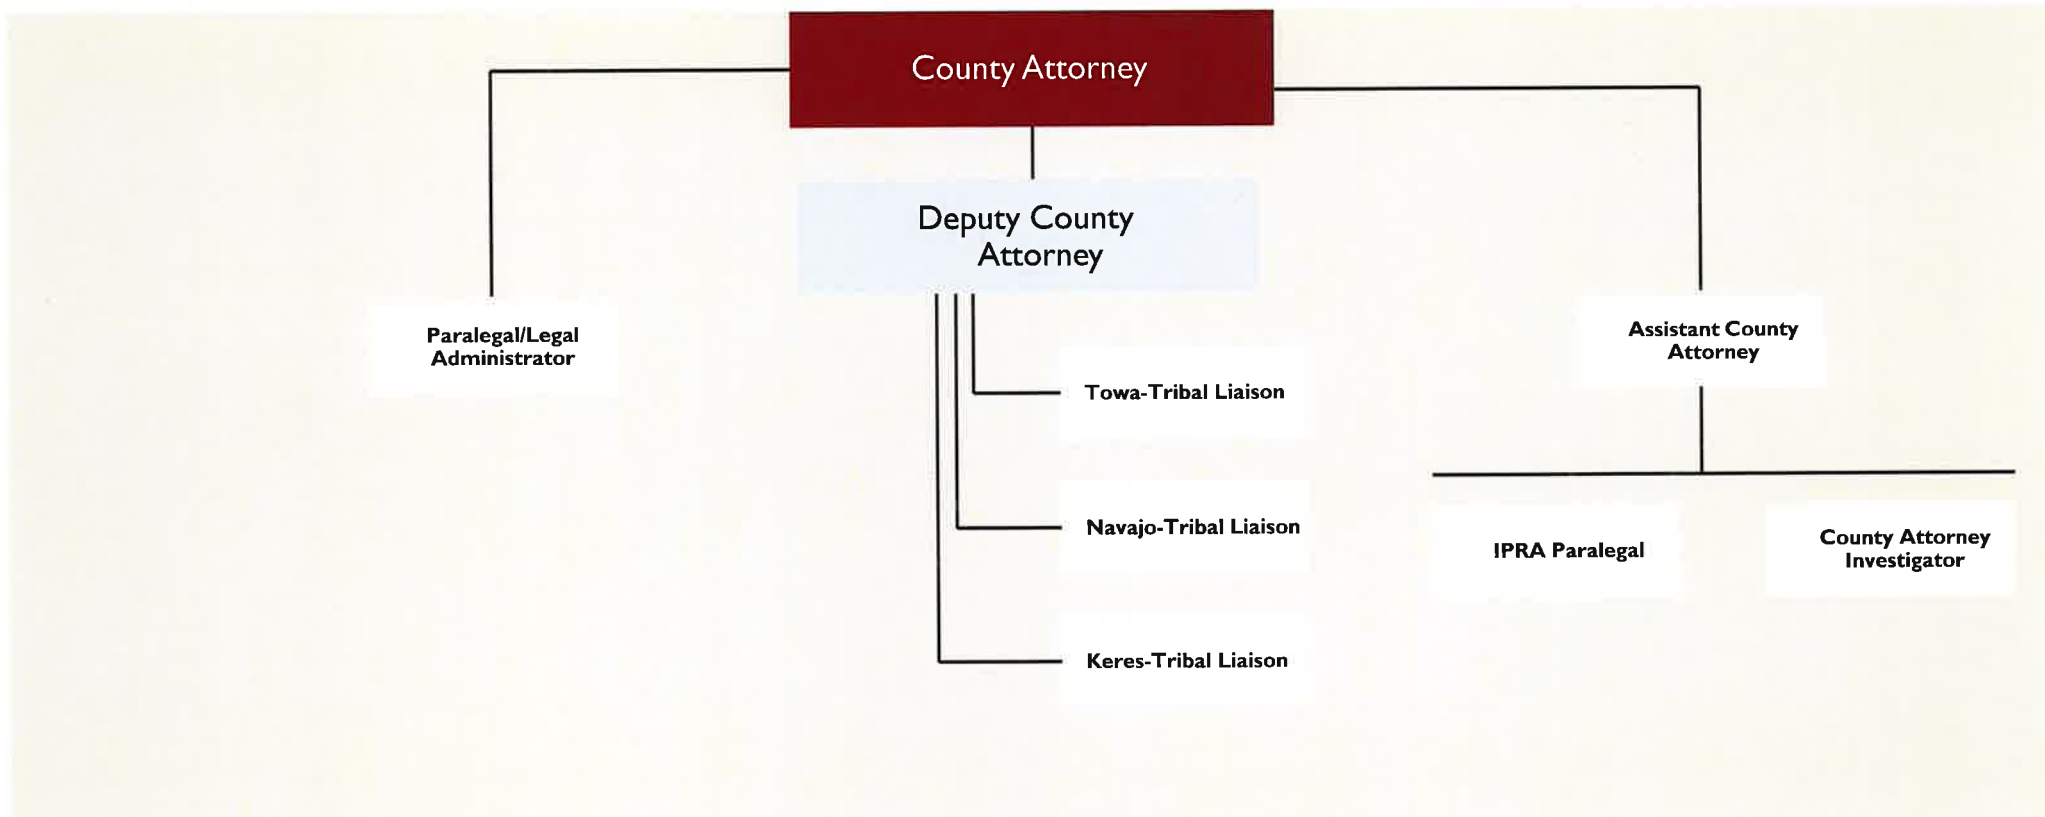 County Attorney
Deputy County
Attorney
Paralegal/Legal
Administrator
Assistant County
Attorney
Towa-Tribal Liaison
Navajo-Tribal Liaison
Keres-Tribal Liaison
IPRA Paralegal
County Attorney
Investigator